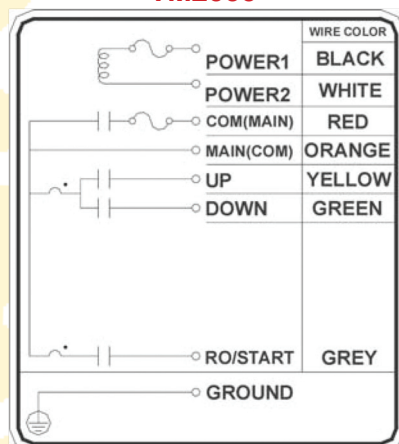 WIRE COLOR
POWER1 BLACK
POWER2 WHITE
COM(MAIN) RED
MAIN(COM) ORANGE
UP YELLOW
DOWN GREEN
RO/START GREY
GROUND